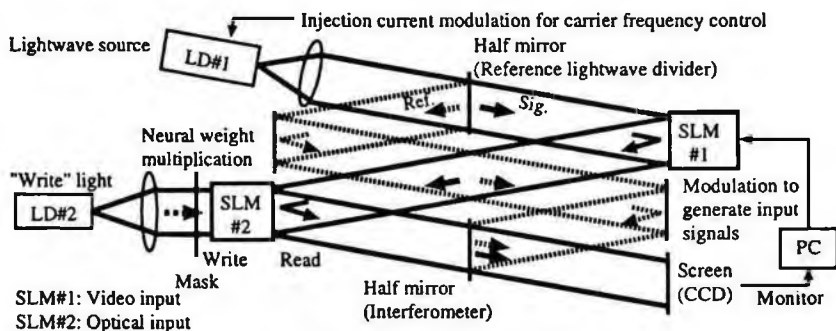 Injection current modulation for carrier frequency control
Lightwave source
LD#1
Half mirror
(Reference lightwave divider)
Ref.
Sig.
SLM
#1
Neural weight
multiplication
"Write" light
LD#2
SLM
#2
Modulation to
generate input
signals
PC
Write
Read
Mask
Half mirror
(Interferometer)
Screen
(CCD)
Monitor
SLM#1: Video input
SLM#2: Optical input